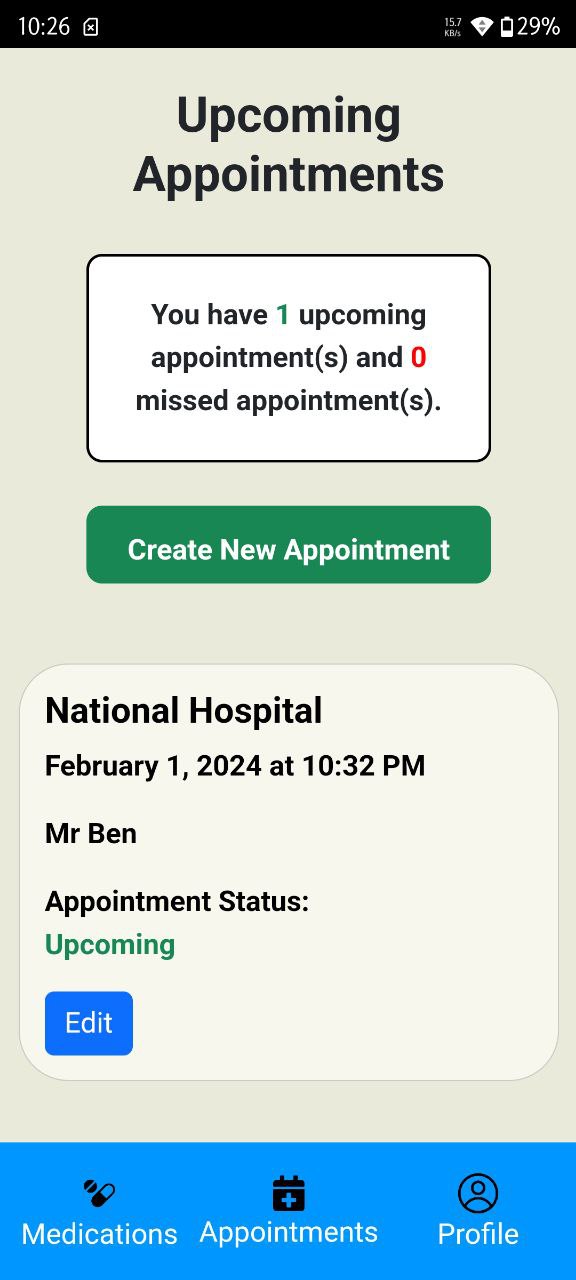 10:26
15.7
KB/s
29%
Upcoming
Appointments
You have 1 upcoming
appointment(s) and 0
missed appointment(s).
Create New Appointment
National Hospital
February 1, 2024 at 10:32 PM
Mr Ben
Appointment Status:
Upcoming
Edit
Medications
Appointments
Profile